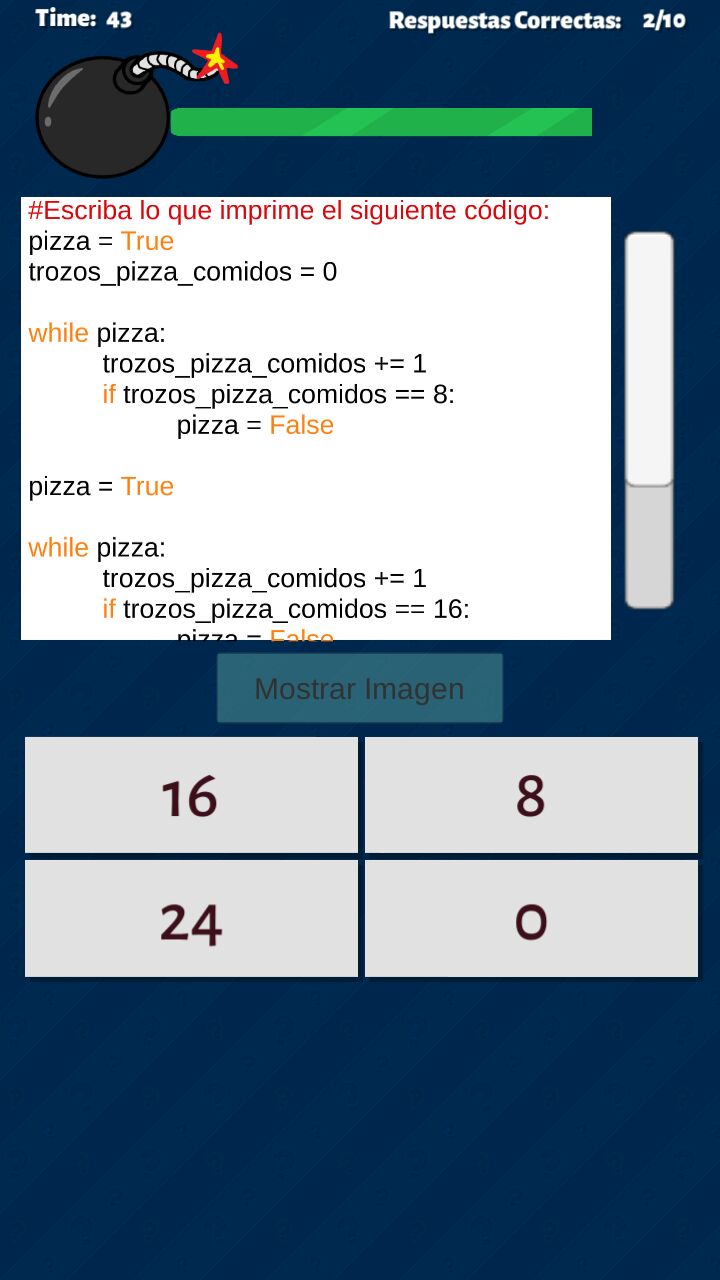 Time: 43
Respuestas Correctas: 2/10
#Escriba lo que imprime el siguiente código:
pizza = True
trozos_pizza_comidos = 0
while pizza:
trozos_pizza_comidos += 1
if trozos_pizza_comidos == 8:
pizza = False
pizza = True
while pizza:
trozos_pizza_comidos += 1
if trozos_pizza_comidos == 16:
pizza = False
Mostrar Imagen
16
8
24
0